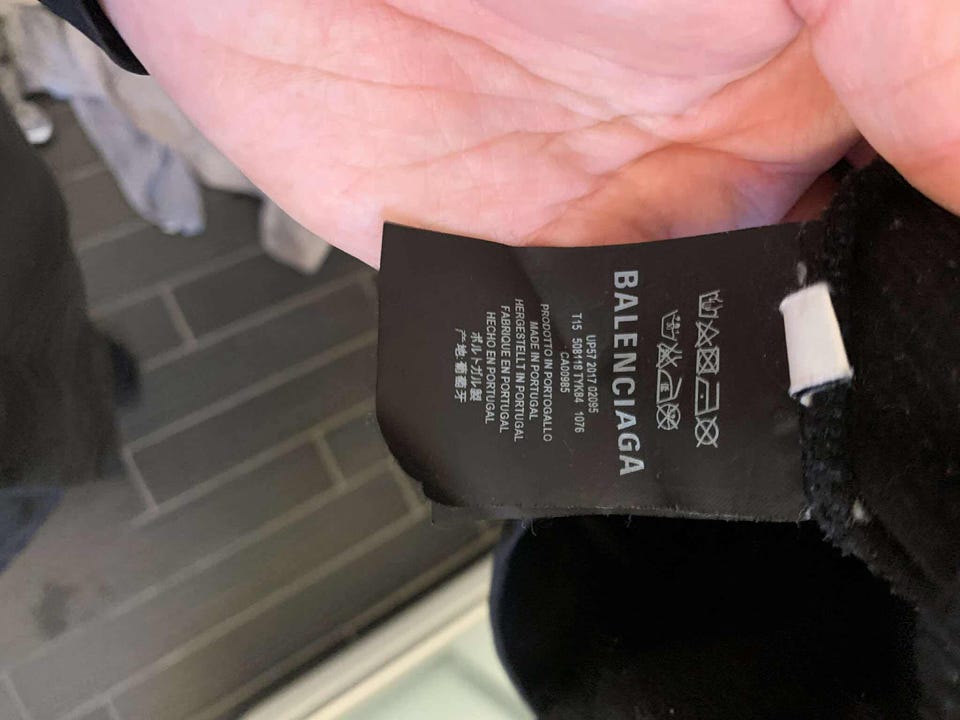 BALENCIAGA
UP57 2017 02095
T15 508118 TYK84 1076
CA00985
PRODOTTO IN PORTOGALLO
MADE IN PORTUGAL
HERGESTELLT IN PORTUGAL
FABRIQUE EN PORTUGAL
HECHO EN PORTUGAL
ポルトガル製
产地:葡萄牙